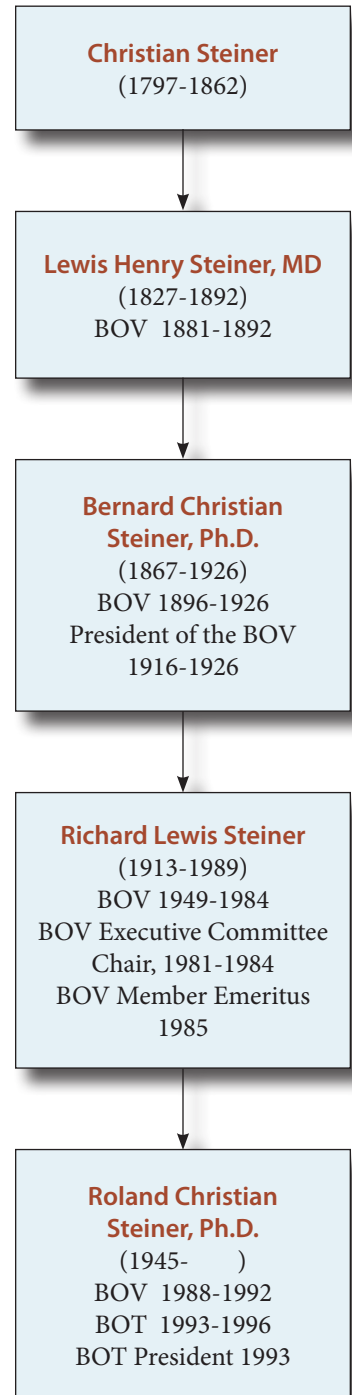 Christian Steiner
(1797-1862)
Lewis Henry Steiner, MD
(1827-1892)
BOV 1881-1892
Bernard Christian
Steiner, Ph.D.
(1867-1926)
BOV 1896-1926
President of the BOV
1916-1926
Richard Lewis Steiner
(1913-1989)
BOV 1949-1984
BOV Executive Committee
Chair, 1981-1984
BOV Member Emeritus
1985
Roland Christian
Steiner, Ph.D.
(1945- )
BOV 1988-1992
BOT 1993-1996
BOT President 1993